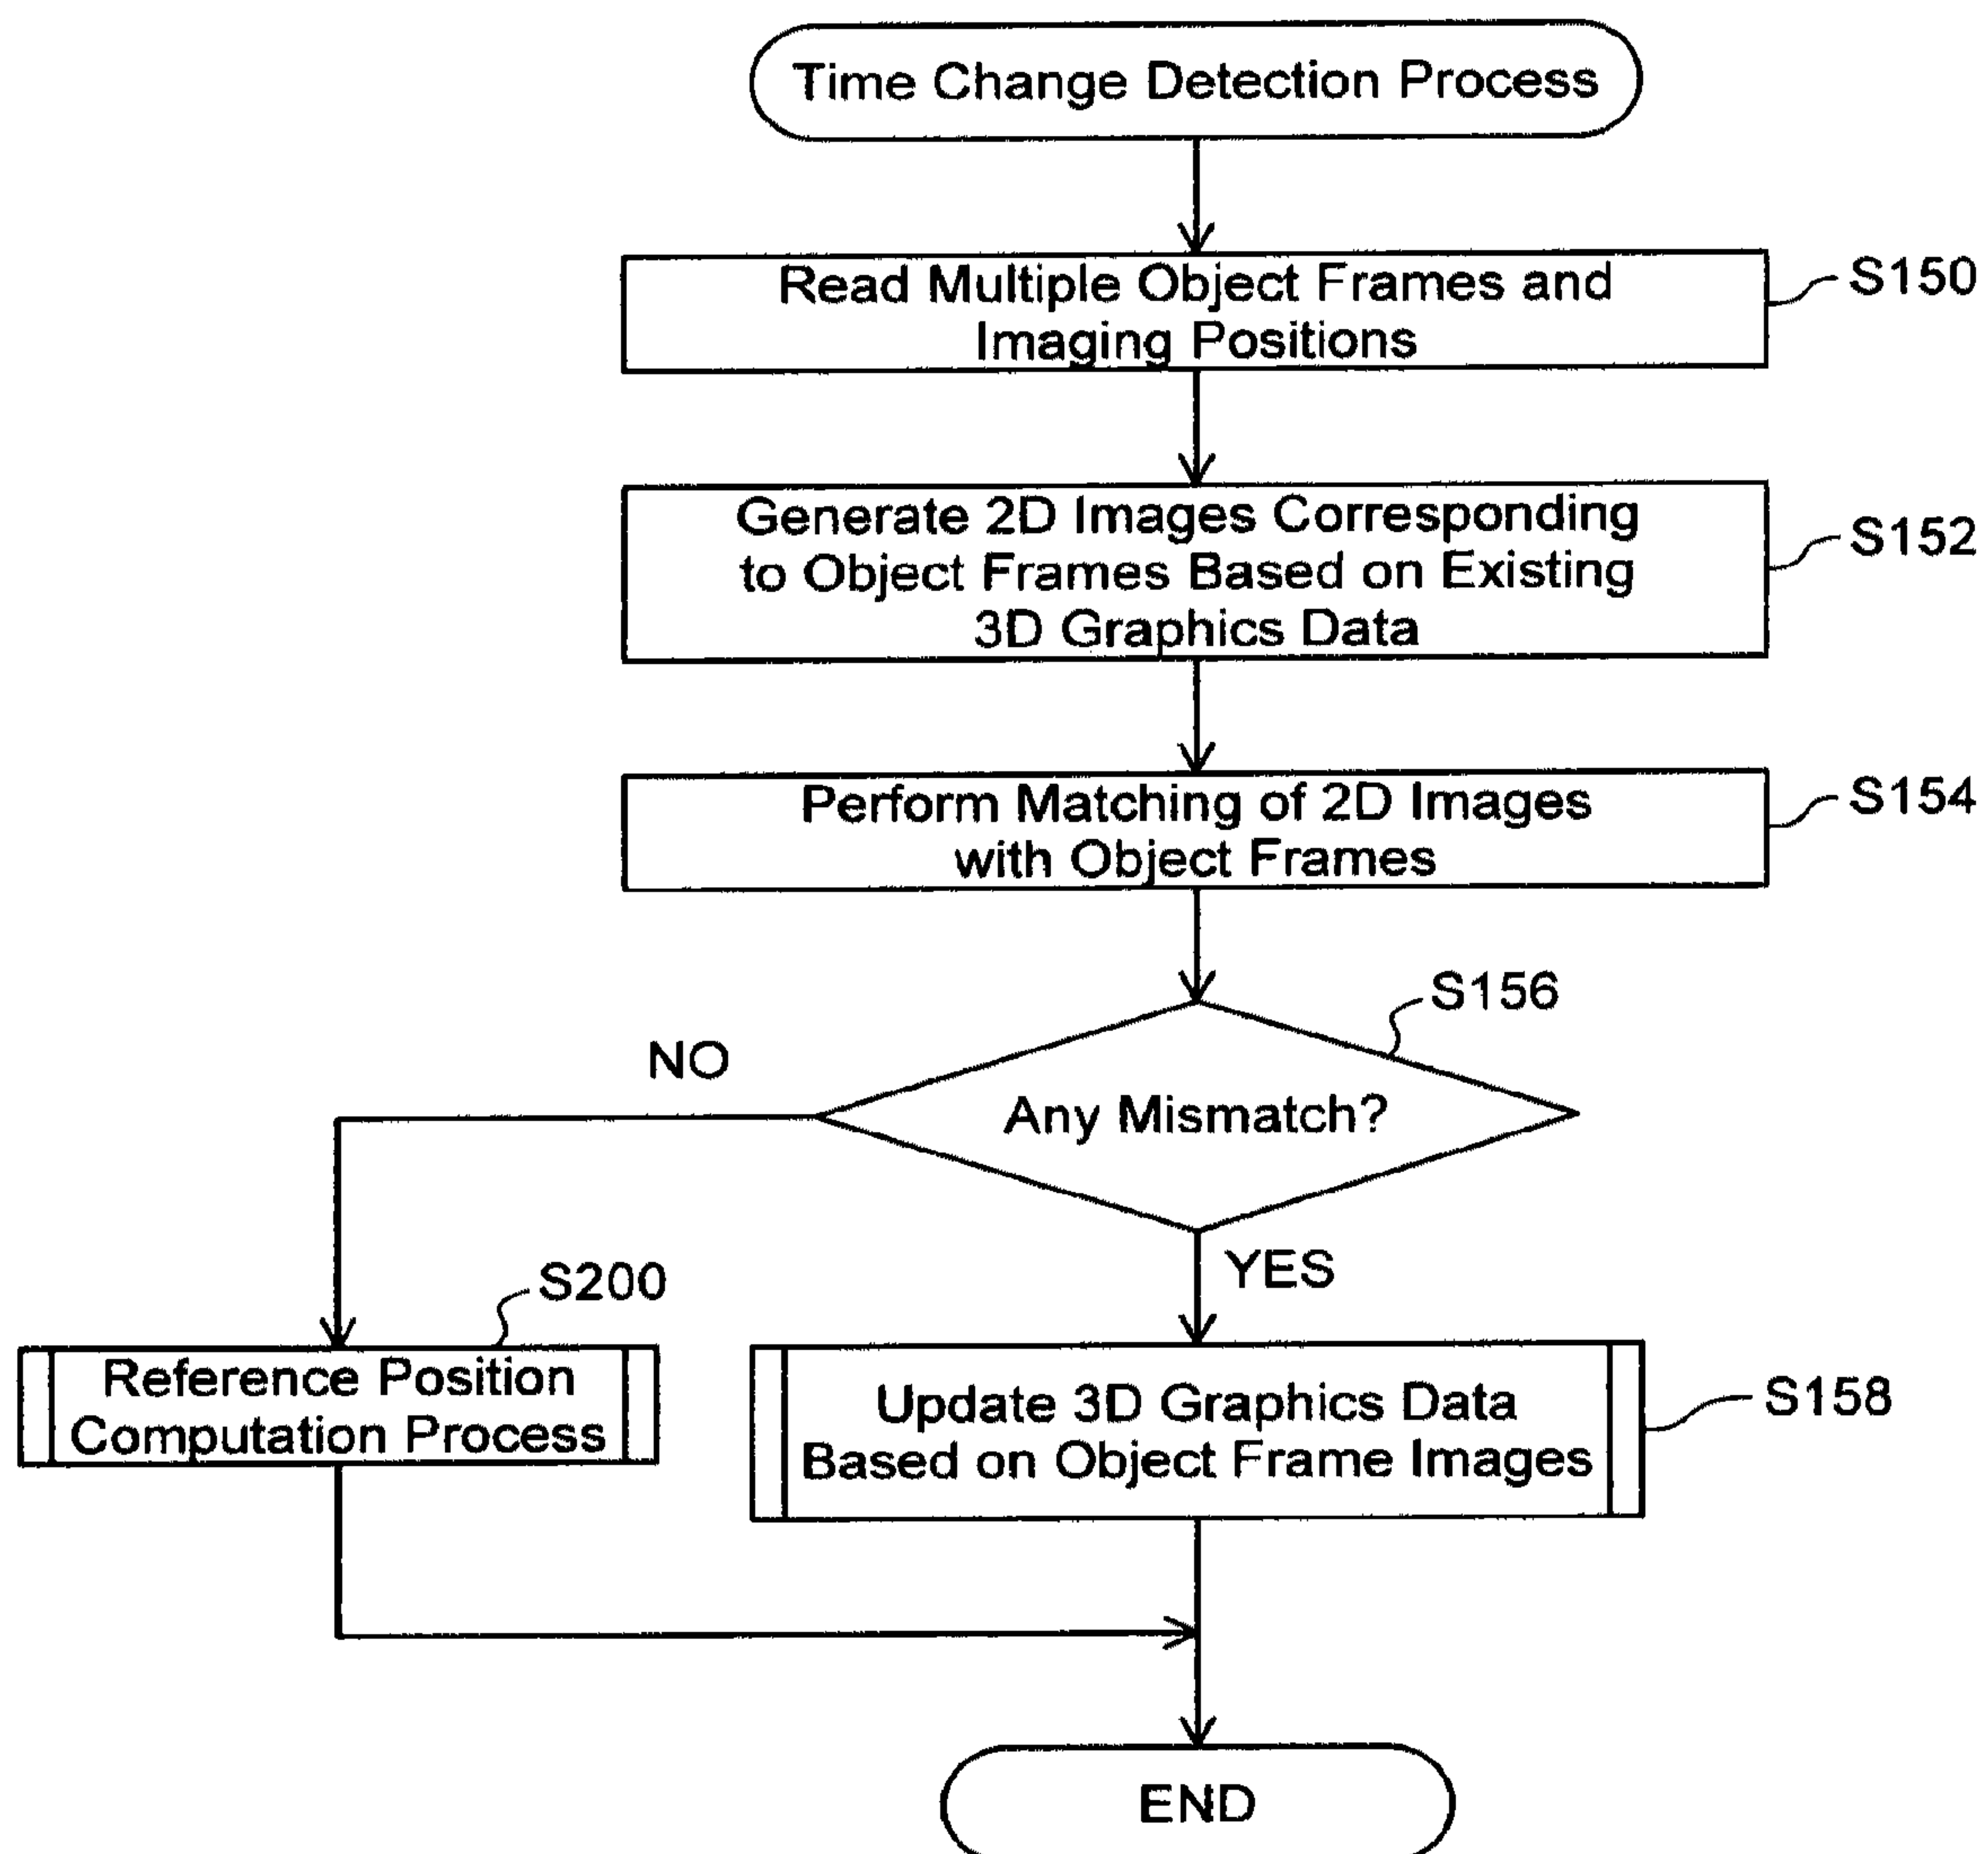 Time Change Detection Process
Read Multiple Object Frames and
Imaging Positions
S150
Generate 2D Images Corresponding
to Object Frames Based on Existing
3D Graphics Data
S152
Perform Matching of 2D Images
with Object Frames
S154
S156
NO
Any Mismatch?
YES
S200
Reference Position
Computation Process
Update 3D Graphics Data
Based on Object Frame Images
S158
END